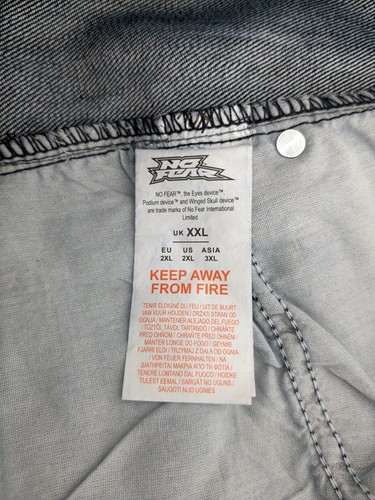 NO FEAR
NO FEAR™, the Eyes device™,
Podium device™ and Winged Skull device™
are trade marks of No Fear International
Limited
UK XXL
EU US ASIA
2XL 2XL 3XL
KEEP AWAY
FROM FIRE
TENIR ÉLOIGNÉ DU FEU / UIT DE BUURT
VAN VUUR HOUDEN / DRŽATI STRAN OD
OGNJA / MANTENER ALEJADO DEL FUEGO
/ TŰZTŐL TÁVOL TARTANDÓ / CHRAŇTE
PŘED OHNĚM / CHRÁŇTE PRED OHŇOM
MANTER LONGE DO FOGO / GEYMIÐ
FJARRI ELDI / TRZYMAJ Z DALA OD OGNIA
/ VON FEUER FERNHALTEN / ΝΑ
ΔΙΑΤΗΡΕΙΤΑΙ ΜΑΚΡΙΑ ΑΠΟ ΤΗ ΦΩΤΙΑ /
TENERE LONTANO DAL FUOCO / HOIDKE
TULEST EEMAL / SARGĀT NO UGUNS /
SAUGOTI NUO UGNIES